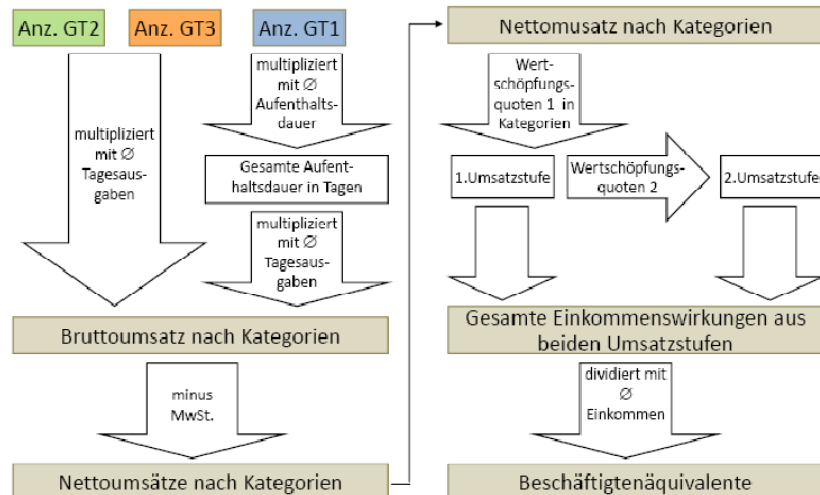 Anz. GT2
Anz. GT3
Anz. GT1
multipliziert
mit ∅
Tagesaus-
gaben
multipliziert
mit ∅
Aufenthalts-
dauer
Gesamte Aufent-
haltsdauer in Tagen
multipliziert
mit ∅
Tagesaus-
gaben
Bruttoumsatz nach Kategorien
minus
MwSt.
Nettoumsätze nach Kategorien
Nettomusatz nach Kategorien
Wert-
schöpfungs-
quoten 1 in
Kategorien
1.Umsatzstufe
Wertschöpfungs-
quoten 2
2.Umsatzstufe
Gesamte Einkommenswirkungen aus
beiden Umsatzstufen
dividiert mit
∅
Einkommen
Beschäftigtenäquivalente